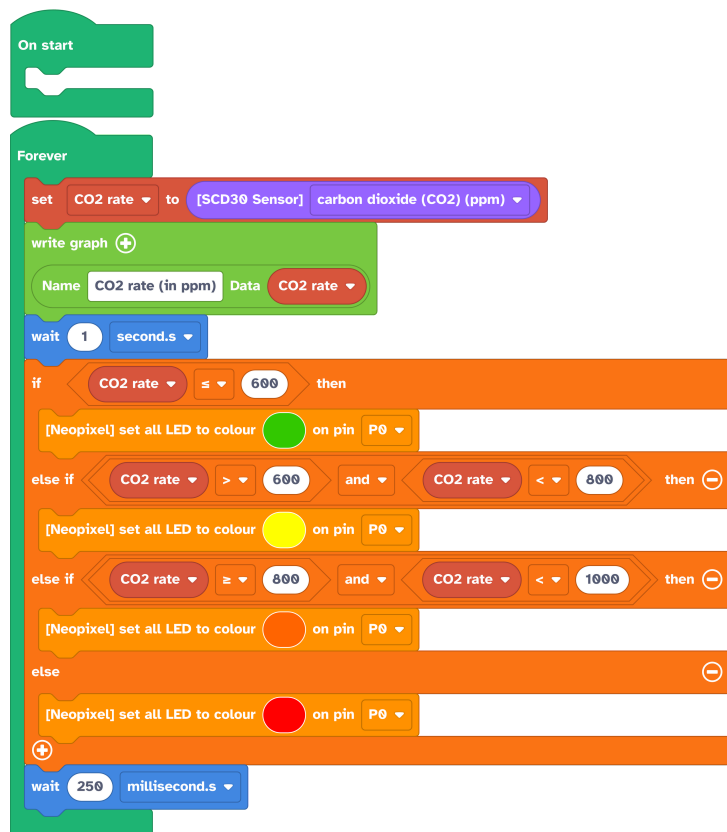 On start
Forever
set CO2 rate to [SCD30 Sensor] carbon dioxide (CO2) (ppm)
write graph
Name CO2 rate (in ppm) Data CO2 rate
wait 1 second.s
if CO2 rate ≤ 600 then
[Neopixel] set all LED to colour on pin P0
else if CO2 rate > 600 and CO2 rate < 800 then
[Neopixel] set all LED to colour on pin P0
else if CO2 rate ≥ 800 and CO2 rate < 1000 then
[Neopixel] set all LED to colour on pin P0
else
[Neopixel] set all LED to colour on pin P0
wait 250 millisecond.s